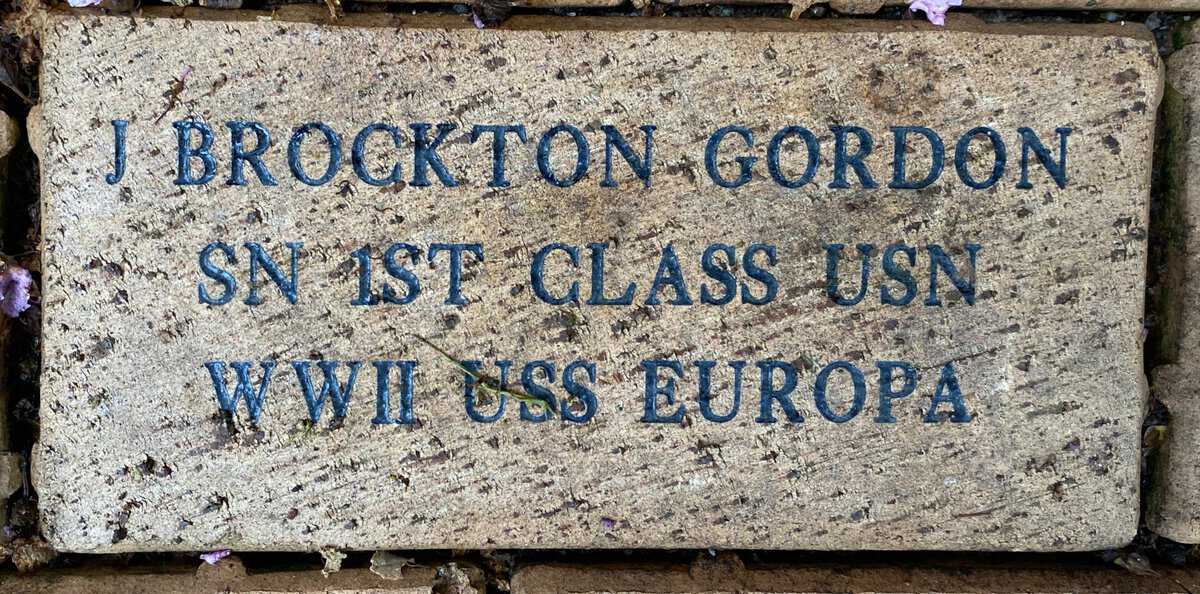 J BROCKTON GORDON
SN 1ST CLASS USN
WWII USS EUROPA